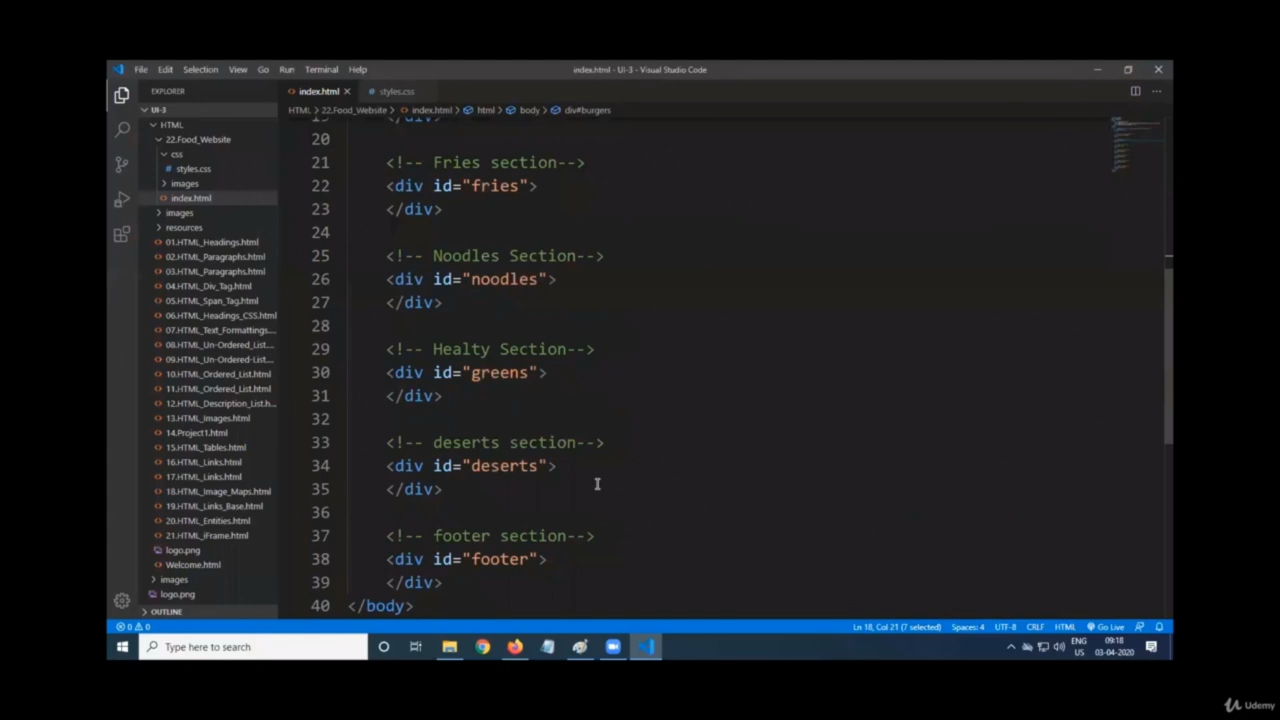 File Edit Selection View Go Run Terminal Help
index.html - UI-3 - Visual Studio Code
EXPLORER
index.html
styles.css
UI-3
HTML > 22.Food_Website > index.html > html > body > div#burgers
HTML
22.Food_Website
css
styles.css
images
index.html
images
resources
01.HTML_Headings.html
02.HTML_Paragraphs.html
03.HTML_Paragraphs.html
04.HTML_Div_Tag.html
05.HTML_Span_Tag.html
06.HTML_Headings_CSS.html
07.HTML_Text_Formattings....
08.HTML_Un-Ordered_List....
09.HTML_Un-Ordered-List....
10.HTML_Ordered_List.html
11.HTML_Ordered_List.html
12.HTML_Description_List.h...
13.HTML_Images.html
14.Project1.html
15.HTML_Tables.html
16.HTML_Links.html
17.HTML_Links.html
18.HTML_Image_Maps.html
19.HTML_Links_Base.html
20.HTML_Entities.html
21.HTML_iFrame.html
logo.png
Welcome.html
images
logo.png
OUTLINE
19 </div>
20
21 <!-- Fries section-->
22 <div id="fries">
23 </div>
24
25 <!-- Noodles Section-->
26 <div id="noodles">
27 </div>
28
29 <!-- Healty Section-->
30 <div id="greens">
31 </div>
32
33 <!-- deserts section-->
34 <div id="deserts">
35 </div>
36
37 <!-- footer section-->
38 <div id="footer">
39 </div>
40 </body>
0 0
Ln 18, Col 21 (7 selected) Spaces: 4 UTF-8 CRLF HTML Go Live
Type here to search
ENG
US
09:18
03-04-2020
Udemy